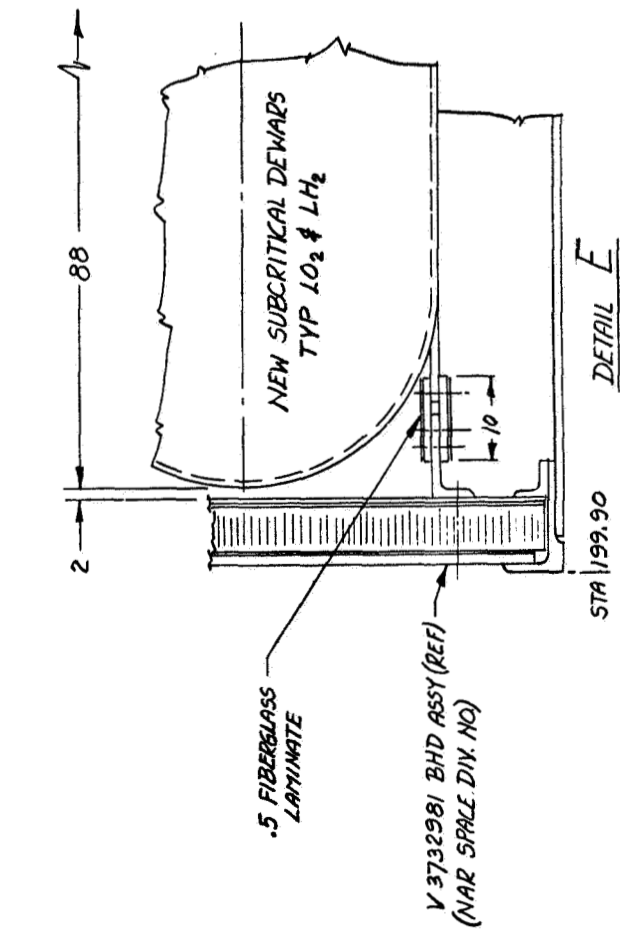 2
88
NEW SUBCRITICAL DEWARS
TYP LO₂ & LH₂
.5 FIBERGLASS
LAMINATE
10
V 3732981 BHD ASSY (REF)
(NAR SPACE DIV. NO.)
STA 199.90
DETAIL E